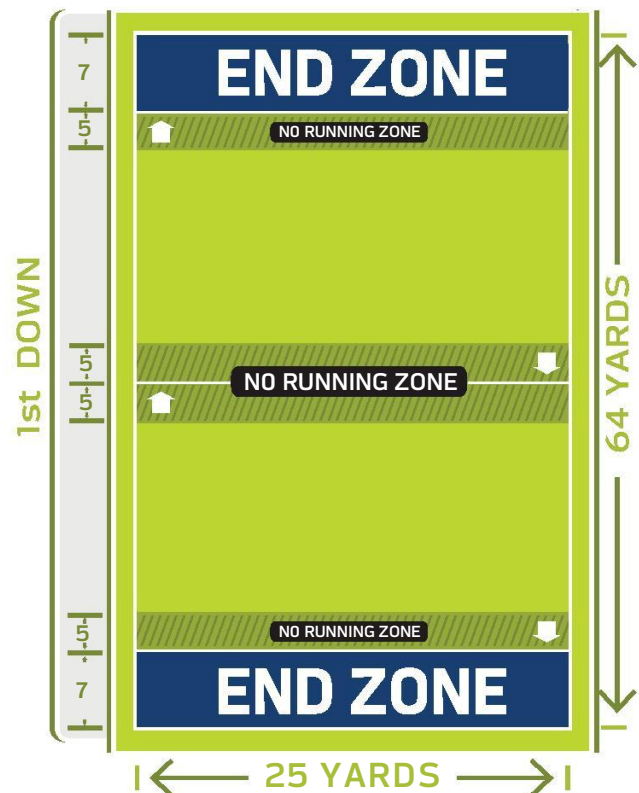 7
END ZONE
5
NO RUNNING ZONE
1st DOWN
5
5
NO RUNNING ZONE
64 YARDS
5
NO RUNNING ZONE
7
END ZONE
25 YARDS